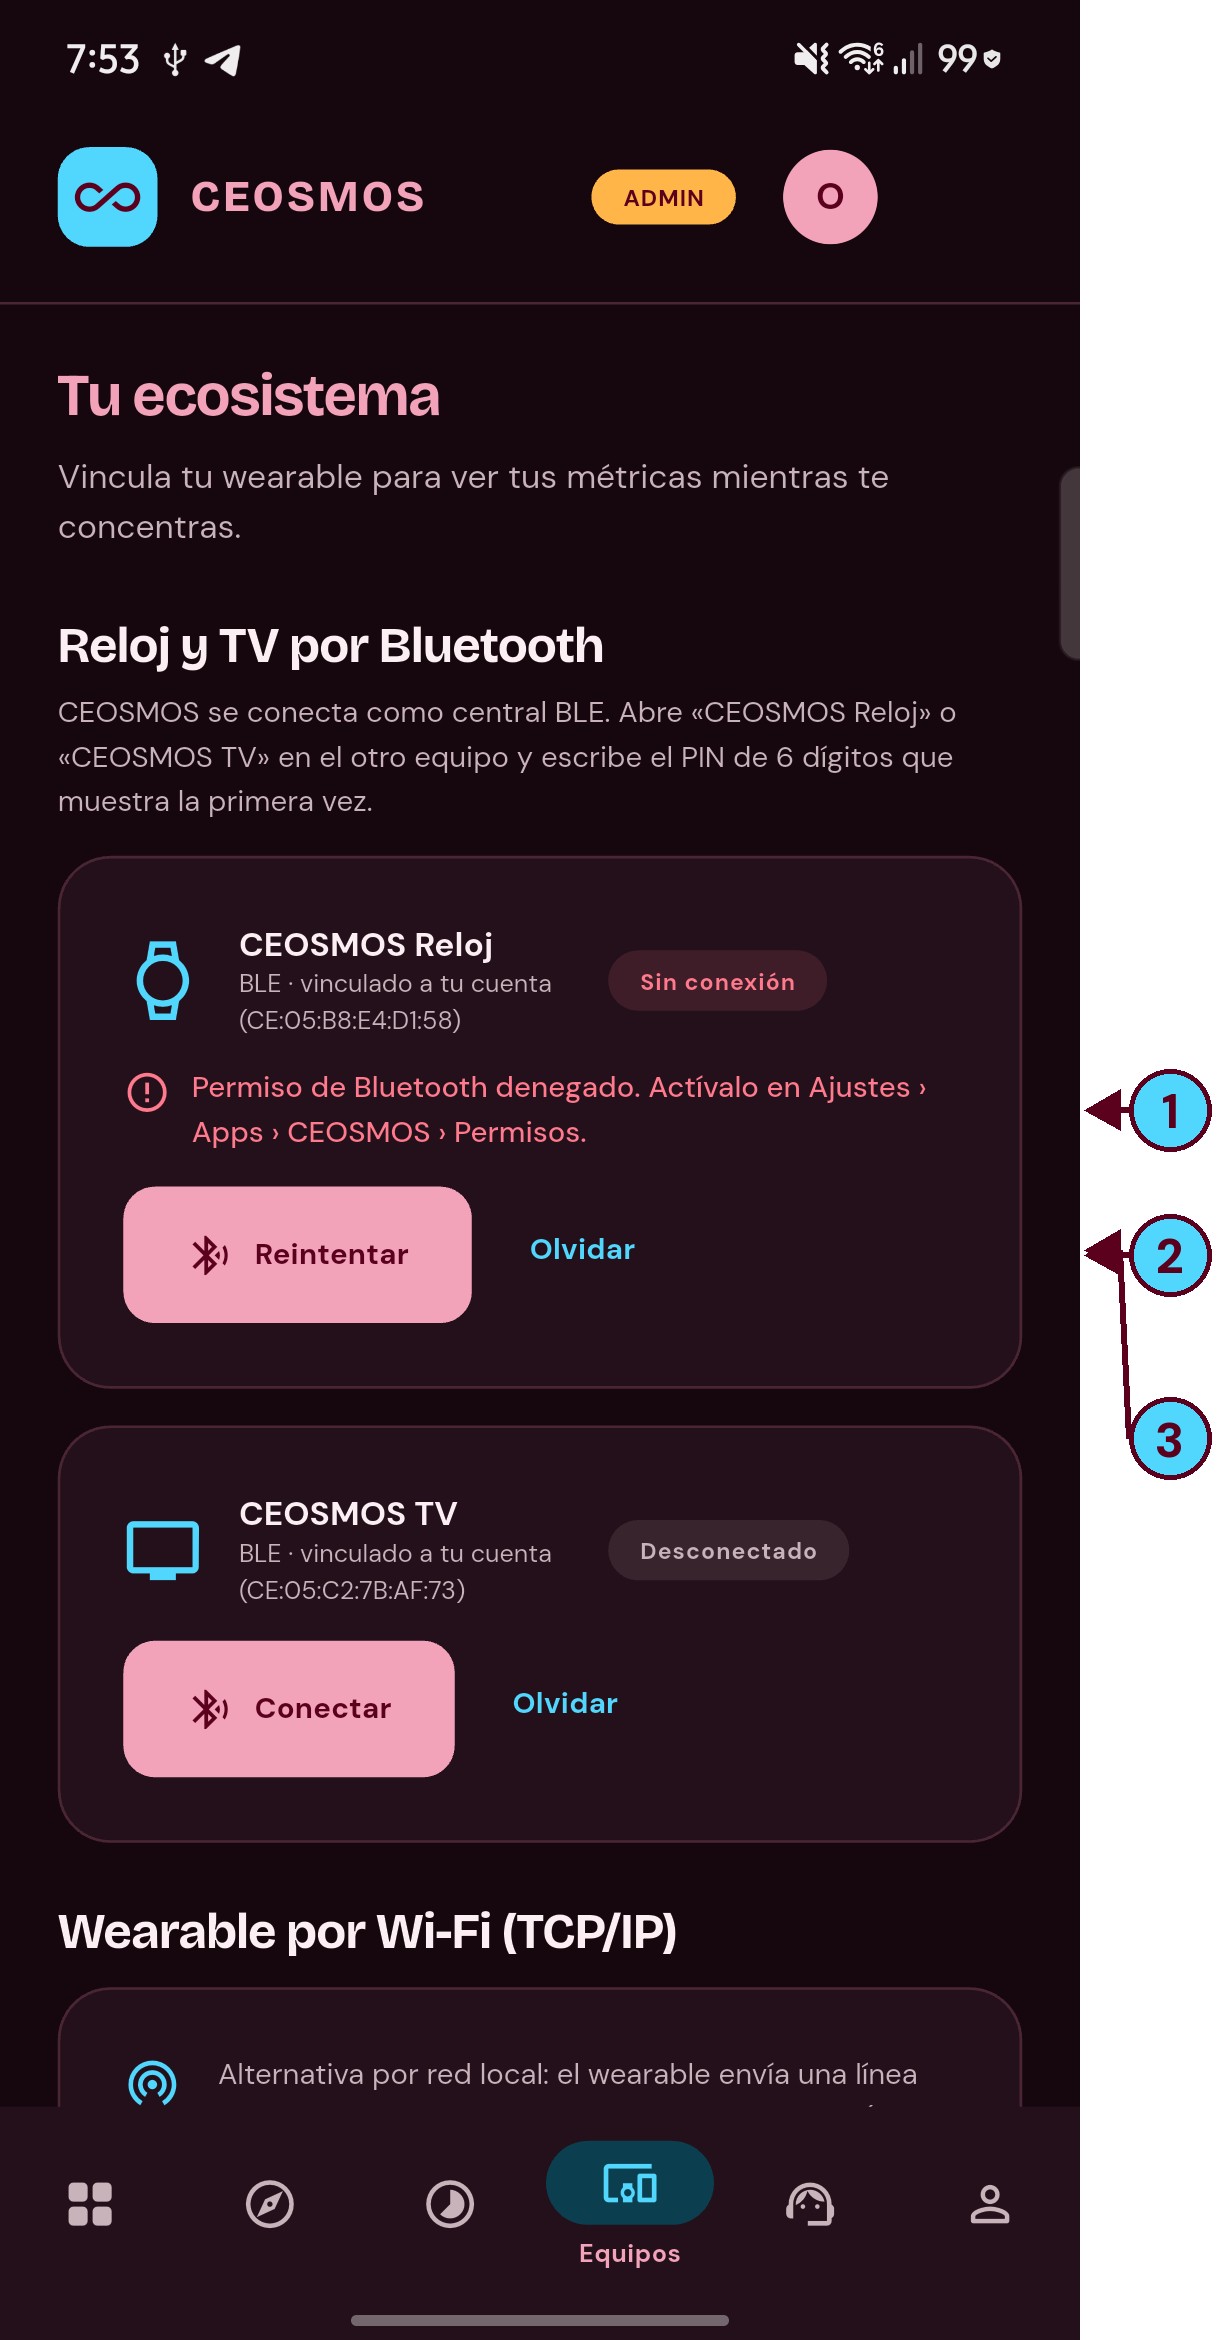 7:53
6
99
CEOSMOS
ADMIN
O
Tu ecosistema
Vincula tu wearable para ver tus métricas mientras te
concentras.
Reloj y TV por Bluetooth
CEOSMOS se conecta como central BLE. Abre «CEOSMOS Reloj» o
«CEOSMOS TV» en el otro equipo y escribe el PIN de 6 dígitos que
muestra la primera vez.
CEOSMOS Reloj
BLE · vinculado a tu cuenta
(CE:05:B8:E4:D1:58)
Sin conexión
Permiso de Bluetooth denegado. Actívalo en Ajustes ›
Apps › CEOSMOS › Permisos.
1
Reintentar
Olvidar
2
3
CEOSMOS TV
BLE · vinculado a tu cuenta
(CE:05:C2:7B:AF:73)
Desconectado
Conectar
Olvidar
Wearable por Wi-Fi (TCP/IP)
Alternativa por red local: el wearable envía una línea
Equipos